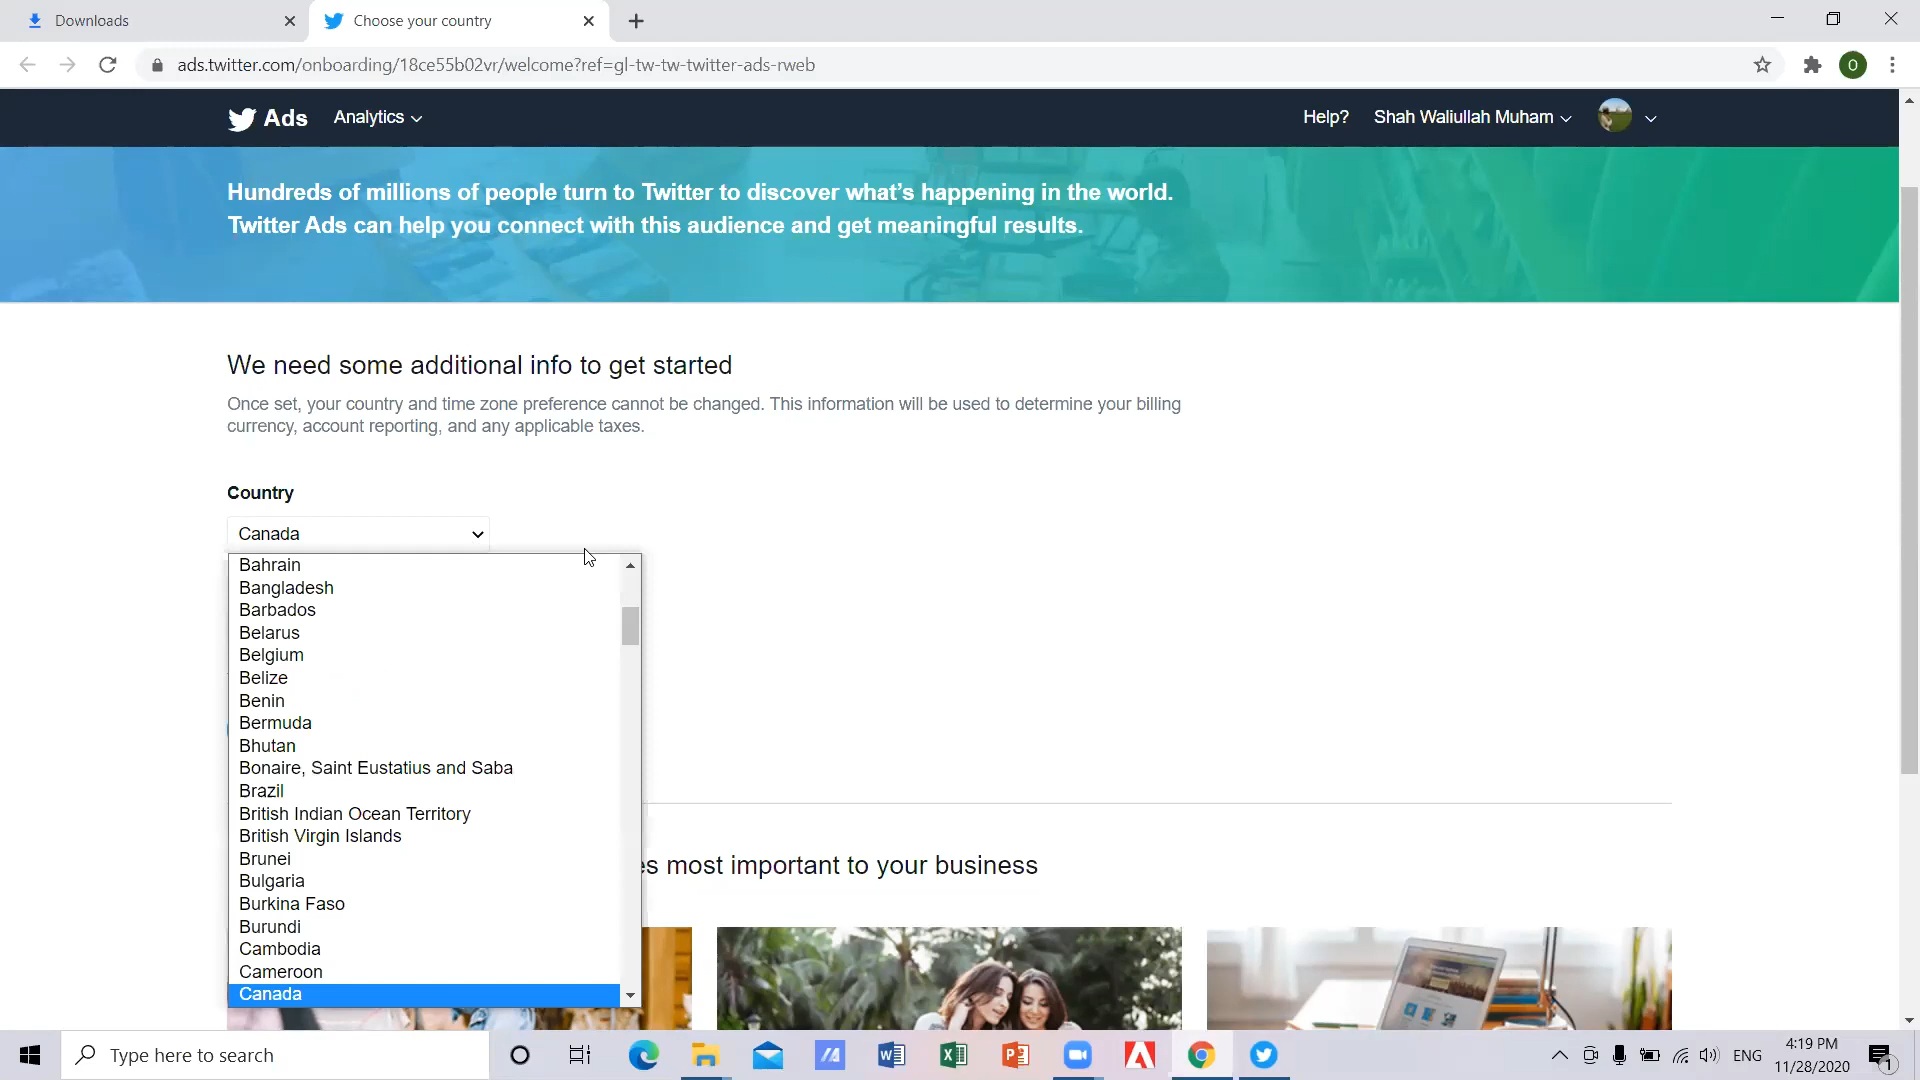 Downloads
Choose your country
ads.twitter.com/onboarding/18ce55b02vr/welcome?ref=gl-tw-tw-twitter-ads-rweb
O
Ads
Analytics
Help?
Shah Waliullah Muham
Hundreds of millions of people turn to Twitter to discover what's happening in the world.
Twitter Ads can help you connect with this audience and get meaningful results.
We need some additional info to get started
Once set, your country and time zone preference cannot be changed. This information will be used to determine your billing
currency, account reporting, and any applicable taxes.
Country
Canada
Bahrain
Bangladesh
Barbados
Belarus
Belgium
Belize
Benin
Bermuda
Bhutan
Bonaire, Saint Eustatius and Saba
Brazil
British Indian Ocean Territory
British Virgin Islands
Brunei
Bulgaria
Burkina Faso
Burundi
Cambodia
Cameroon
Canada
most important to your business
Type here to search
ENG
4:19 PM
11/28/2020
1